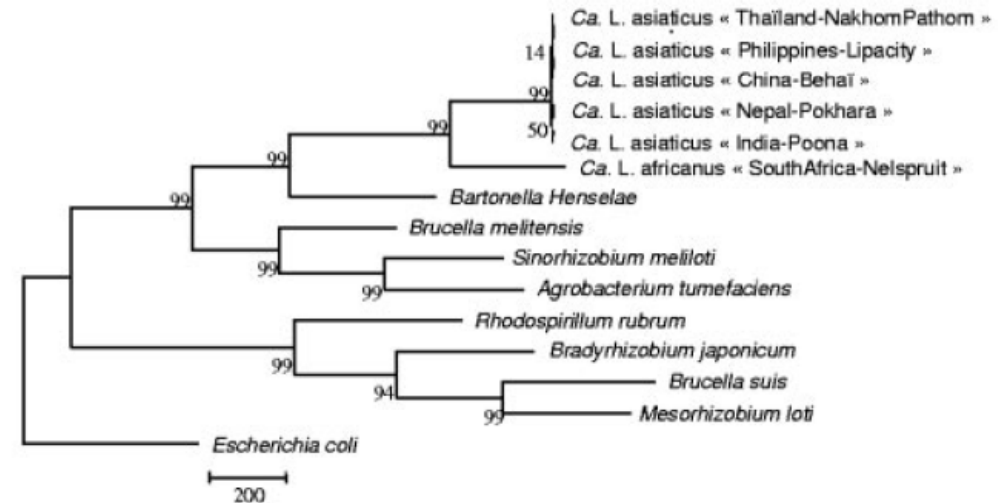 Ca. L. asiaticus « Thaïland-NakhomPathom »
14
Ca. L. asiaticus « Philippines-Lipacity »
Ca. L. asiaticus « China-Behaï »
99
Ca. L. asiaticus « Nepal-Pokhara »
99
50
Ca. L. asiaticus « India-Poona »
99
Ca. L. africanus « SouthAfrica-Nelspruit »
99
Bartonella Henselae
Brucella melitensis
99
Sinorhizobium meliloti
99
Agrobacterium tumefaciens
Rhodospirillum rubrum
99
Bradyrhizobium japonicum
94
Brucella suis
99
Mesorhizobium loti
Escherichia coli
200